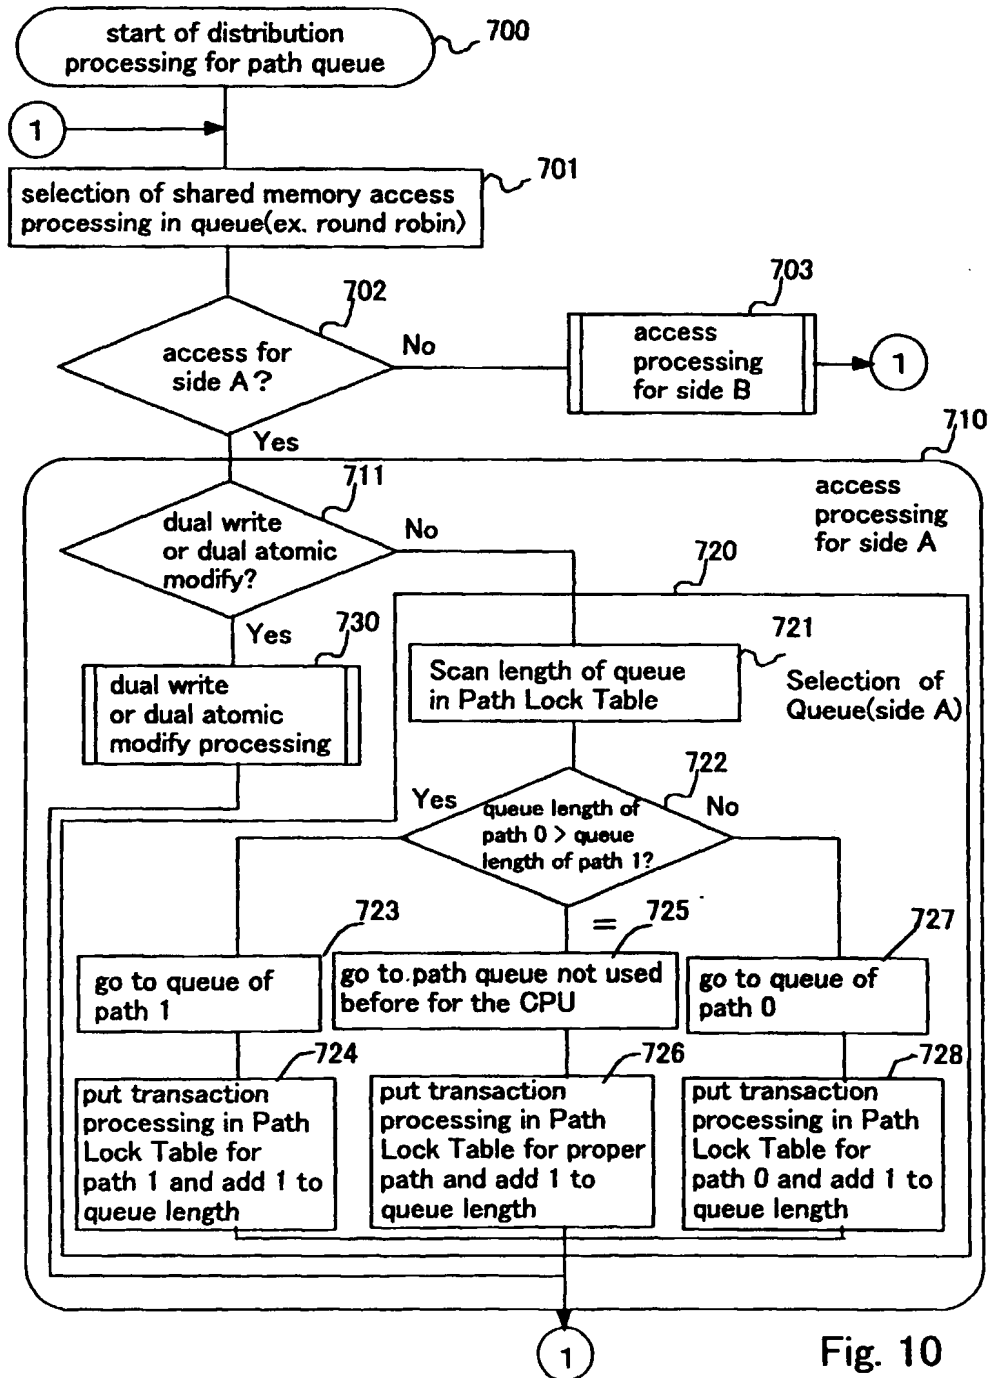 start of distribution
processing for path queue
700
1
701
selection of shared memory access
processing in queue(ex. round robin)
702
access for
side A?
No
703
access
processing
for side B
1
Yes
710
access
processing
for side A
711
dual write
or dual atomic
modify?
No
720
Yes
730
dual write
or dual atomic
modify processing
721
Scan length of queue
in Path Lock Table
Selection of
Queue(side A)
722
Yes
queue length of
path 0 > queue
length of path 1?
No
723
=
725
727
go to queue of
path 1
go to path queue not used
before for the CPU
go to queue of
path 0
724
put transaction
processing in Path
Lock Table for
path 1 and add 1 to
queue length
726
put transaction
processing in Path
Lock Table for proper
path and add 1 to
queue length
728
put transaction
processing in Path
Lock Table for
path 0 and add 1 to
queue length
1
Fig. 10